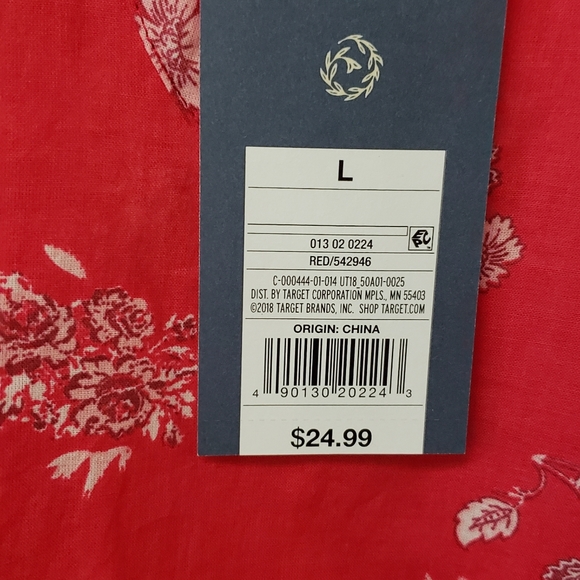 L
013 02 0224
RED/542946
C-000444-01-014 UT18_50A01-0025
DIST. BY TARGET CORPORATION MPLS., MN 55403
©2018 TARGET BRANDS, INC. SHOP TARGET.COM
ORIGIN: CHINA
4 90130 20224 3
$24.99